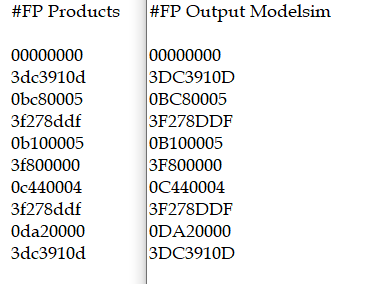 #FP Products
00000000
3dc3910d
0bc80005
3f278ddf
0b100005
3f800000
0c440004
3f278ddf
0da20000
3dc3910d
#FP Output Modelsim
00000000
3DC3910D
0BC80005
3F278DDF
0B100005
3F800000
0C440004
3F278DDF
0DA20000
3DC3910D